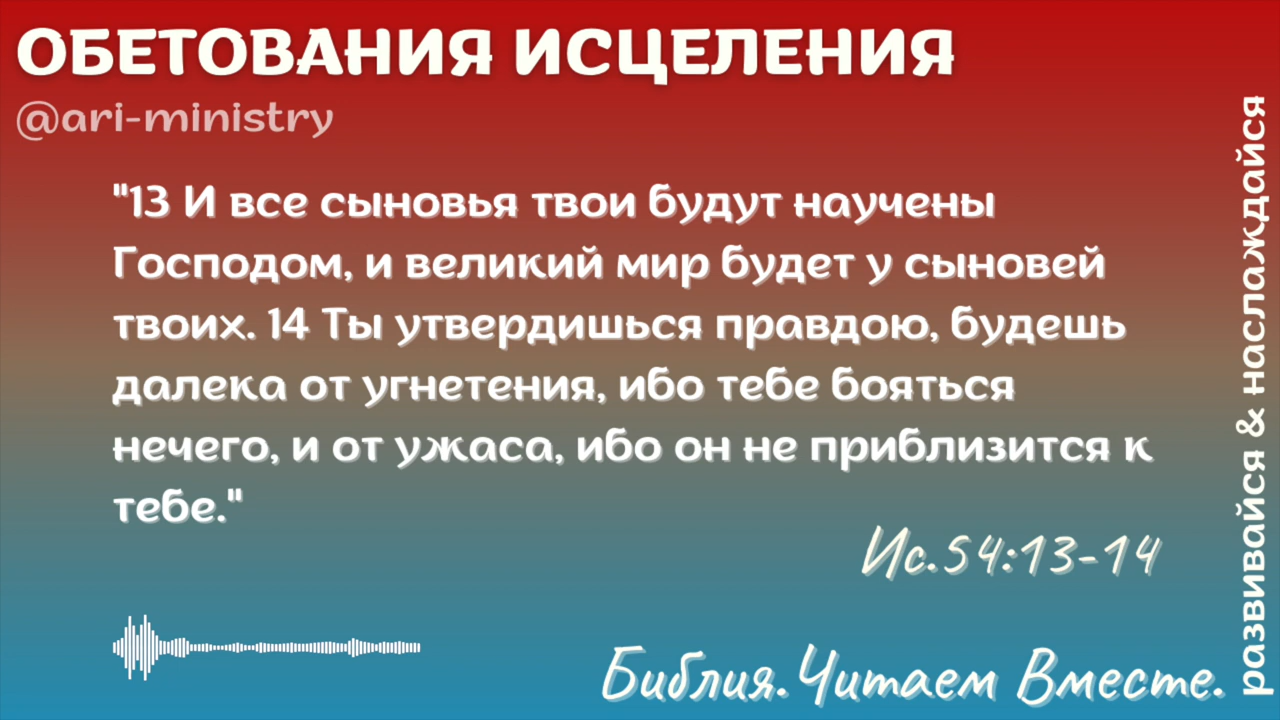 ОБЕТОВАНИЯ ИСЦЕЛЕНИЯ
@ari-ministry
"13 И все сыновья твои будут научены
Господом, и великий мир будет у сыновей
твоих. 14 Ты утвердишься правдою, будешь
далека от угнетения, ибо тебе бояться
нечего, и от ужаса, ибо он не приблизится к
тебе."
Ис.54:13-14
Библия.Читаем Вместе.
развивайся & наслаждайся